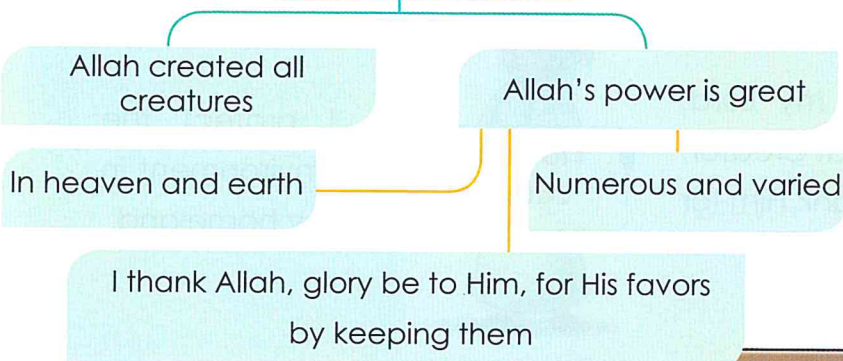 Allah created all
creatures
Allah's power is great
In heaven and earth
Numerous and varied
I thank Allah, glory be to Him, for His favors
by keeping them